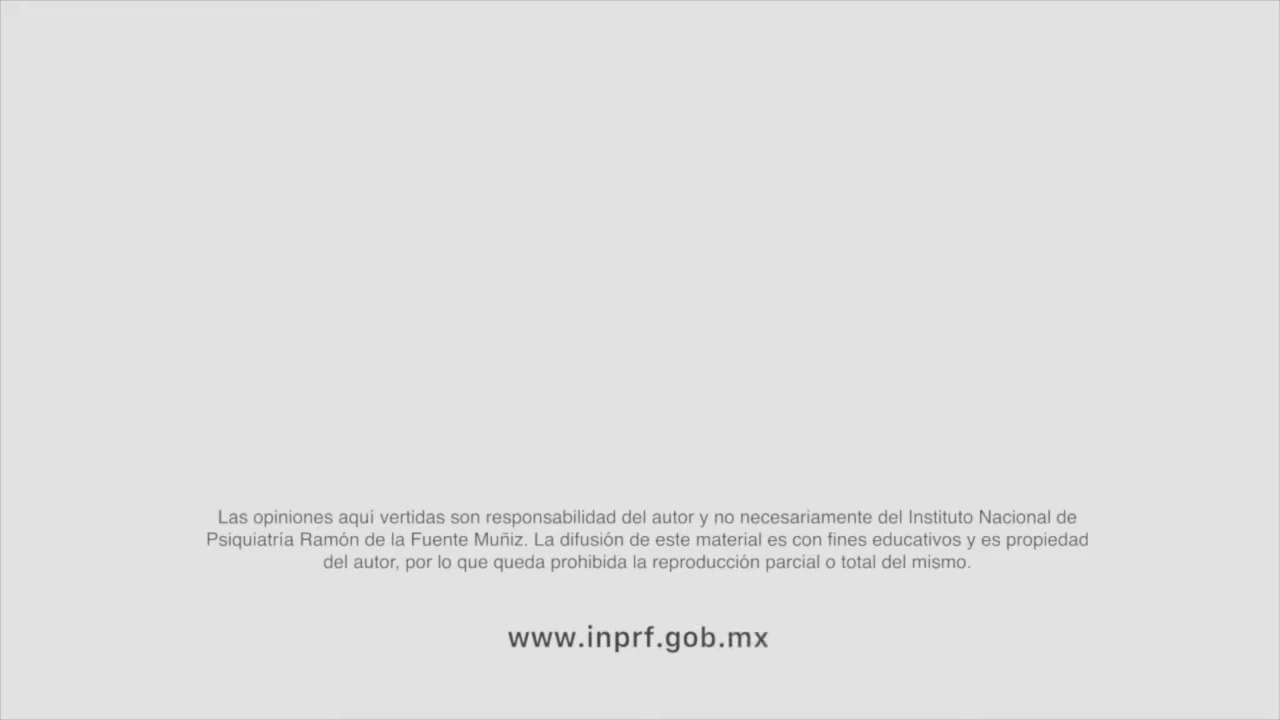 Las opiniones aquí vertidas son responsabilidad del autor y no necesariamente del Instituto Nacional de
Psiquiatría Ramón de la Fuente Muñiz. La difusión de este material es con fines educativos y es propiedad
del autor, por lo que queda prohibida la reproducción parcial o total del mismo.
www.inprf.gob.mx